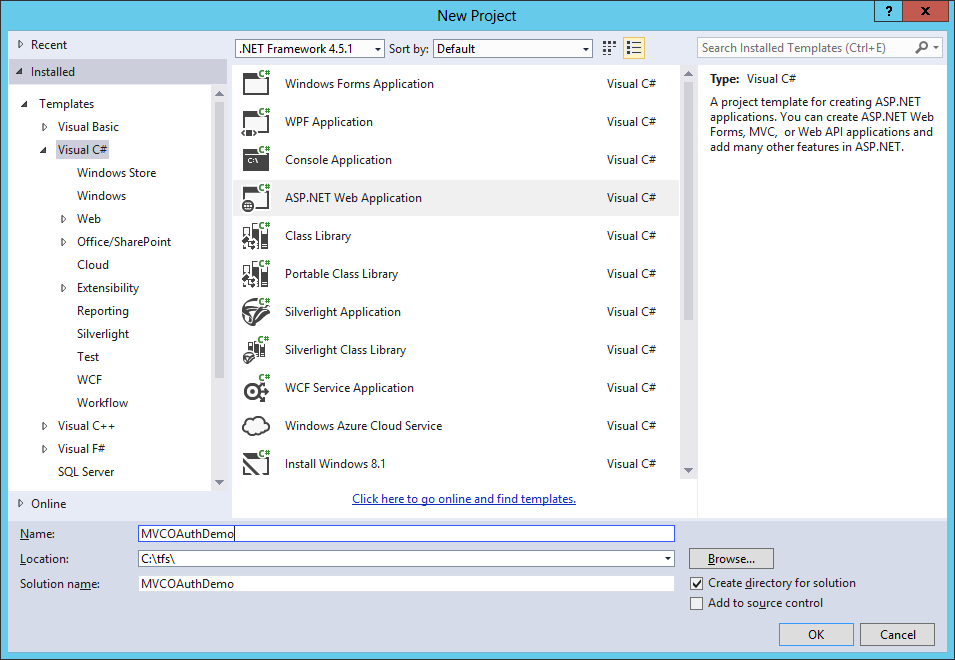 New Project
?
x
Recent
Installed
Templates
Visual Basic
Visual C#
Windows Store
Windows
Web
Office/SharePoint
Cloud
Extensibility
Reporting
Silverlight
Test
WCF
Workflow
Visual C++
Visual F#
SQL Server
Online
.NET Framework 4.5.1 Sort by: Default
C# Windows Forms Application Visual C#
C# WPF Application Visual C#
C# C:\ Console Application Visual C#
C# ASP.NET Web Application Visual C#
C# Class Library Visual C#
C# Portable Class Library Visual C#
C# Silverlight Application Visual C#
C# Silverlight Class Library Visual C#
C# WCF Service Application Visual C#
Windows Azure Cloud Service Visual C#
C# Install Windows 8.1 Visual C#
Click here to go online and find templates.
Search Installed Templates (Ctrl+E)
Type: Visual C#
A project template for creating ASP.NET
applications. You can create ASP.NET Web
Forms, MVC, or Web API applications and
add many other features in ASP.NET.
Name: MVCOAuthDemo
Location: C:\tfs\ Browse...
Solution name: MVCOAuthDemo
Create directory for solution
Add to source control
OK Cancel